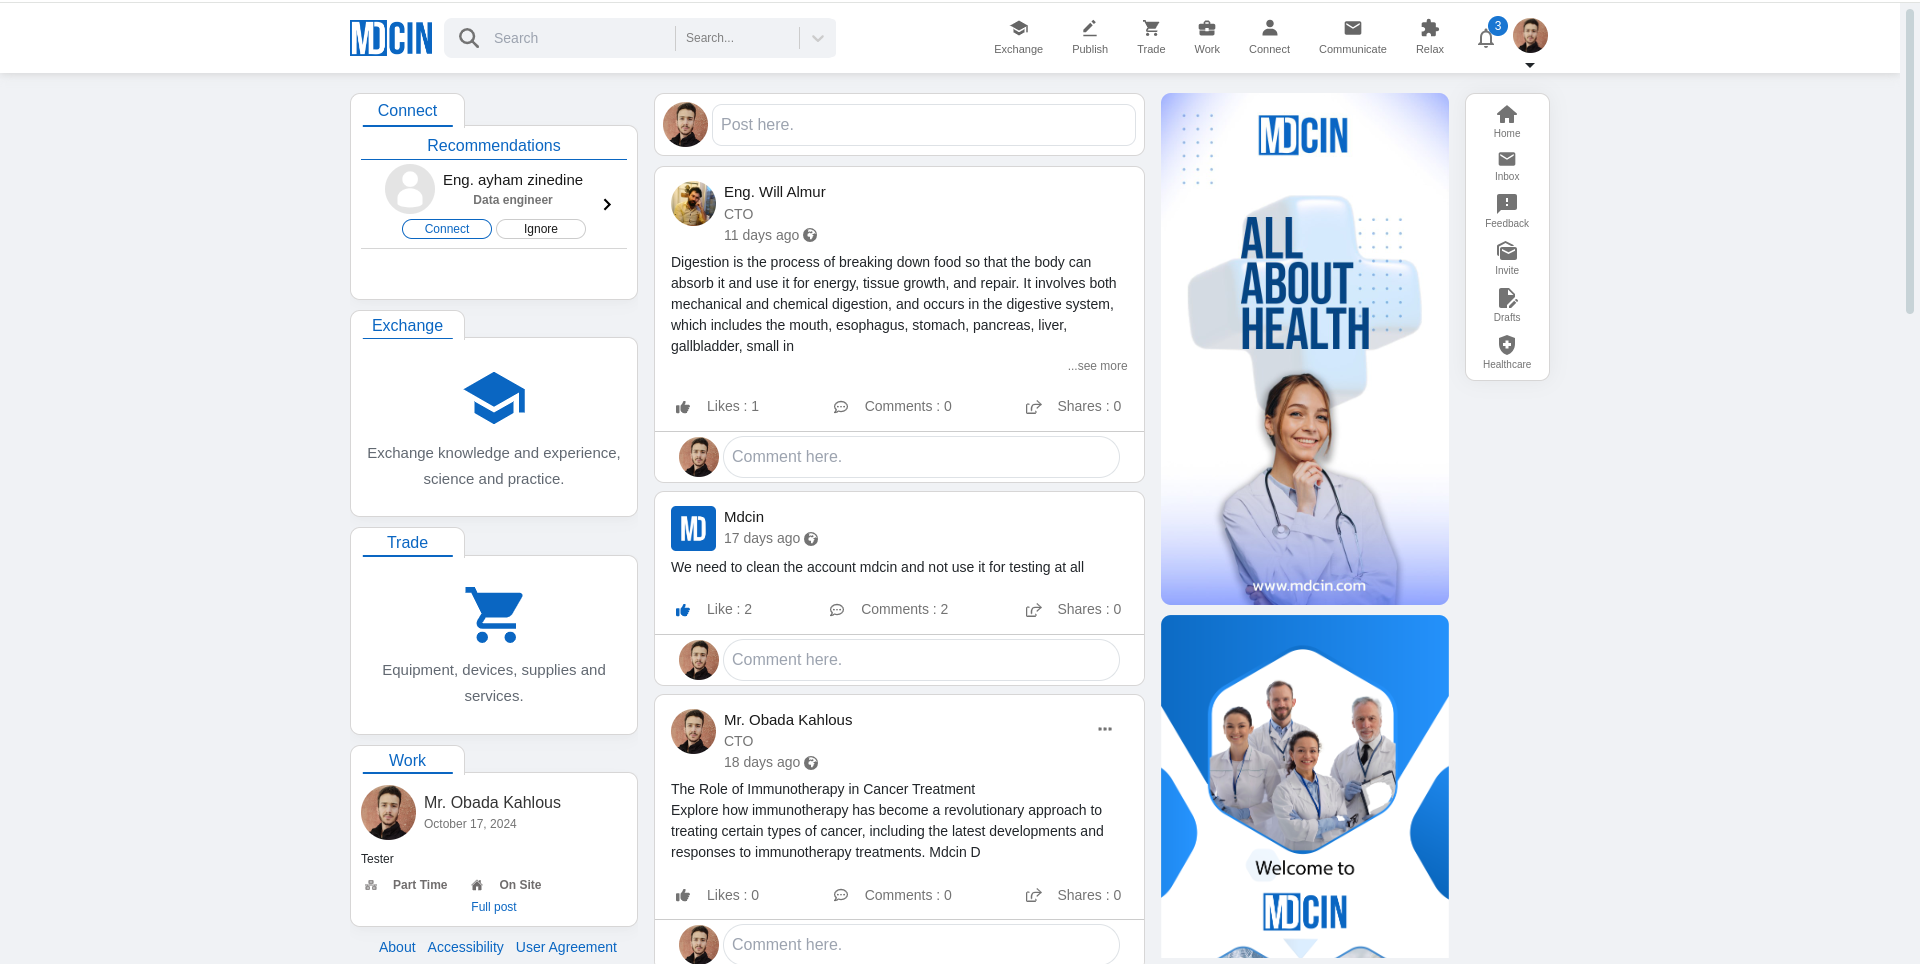 MDCIN
Search
Search...
Exchange
Publish
Trade
Work
Connect
Communicate
Relax
3
Connect
Recommendations
Eng. ayham zinedine
Data engineer
Connect
Ignore
Exchange
Exchange knowledge and experience,
science and practice.
Trade
Equipment, devices, supplies and
services.
Work
Mr. Obada Kahlous
October 17, 2024
Tester
Part Time
On Site
Full post
About Accessibility User Agreement
Post here.
Eng. Will Almur
CTO
11 days ago
Digestion is the process of breaking down food so that the body can
absorb it and use it for energy, tissue growth, and repair. It involves both
mechanical and chemical digestion, and occurs in the digestive system,
which includes the mouth, esophagus, stomach, pancreas, liver,
gallbladder, small in
...see more
Likes : 1
Comments : 0
Shares : 0
Comment here.
MD
Mdcin
17 days ago
We need to clean the account mdcin and not use it for testing at all
Like : 2
Comments : 2
Shares : 0
Comment here.
Mr. Obada Kahlous
CTO
18 days ago
The Role of Immunotherapy in Cancer Treatment
Explore how immunotherapy has become a revolutionary approach to
treating certain types of cancer, including the latest developments and
responses to immunotherapy treatments. Mdcin D
Likes : 0
Comments : 0
Shares : 0
Comment here.
MDCIN
ALL
ABOUT
HEALTH
www.mdcin.com
Welcome to
MDCIN
Home
Inbox
Feedback
Invite
Drafts
Healthcare